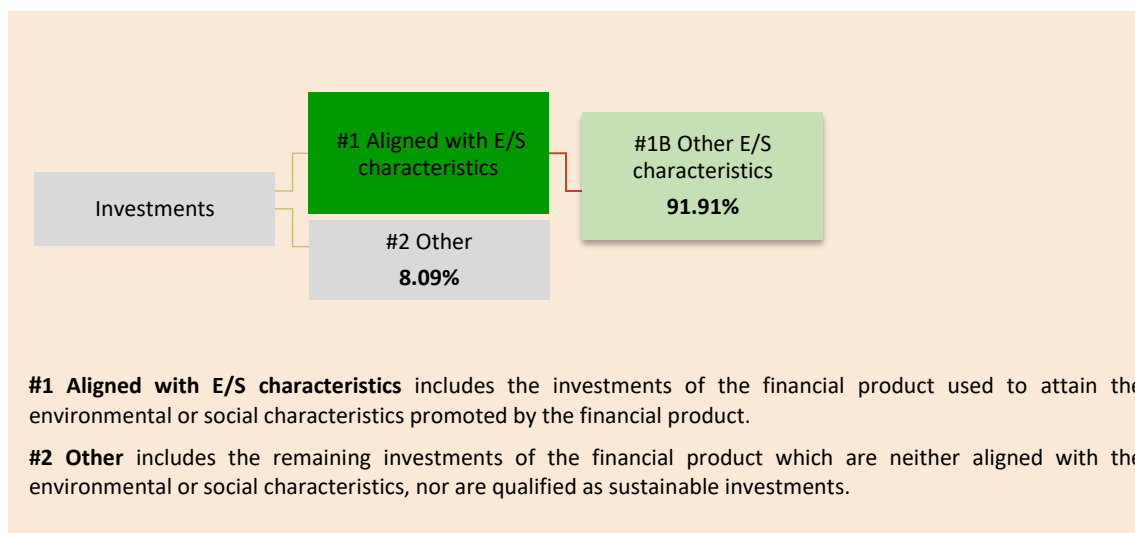 #1 Aligned with E/S
characteristics
#1B Other E/S
characteristics
91.91%
Investments
#2 Other
8.09%
#1 Aligned with E/S characteristics includes the investments of the financial product used to attain the
environmental or social characteristics promoted by the financial product.
#2 Other includes the remaining investments of the financial product which are neither aligned with the
environmental or social characteristics, nor are qualified as sustainable investments.